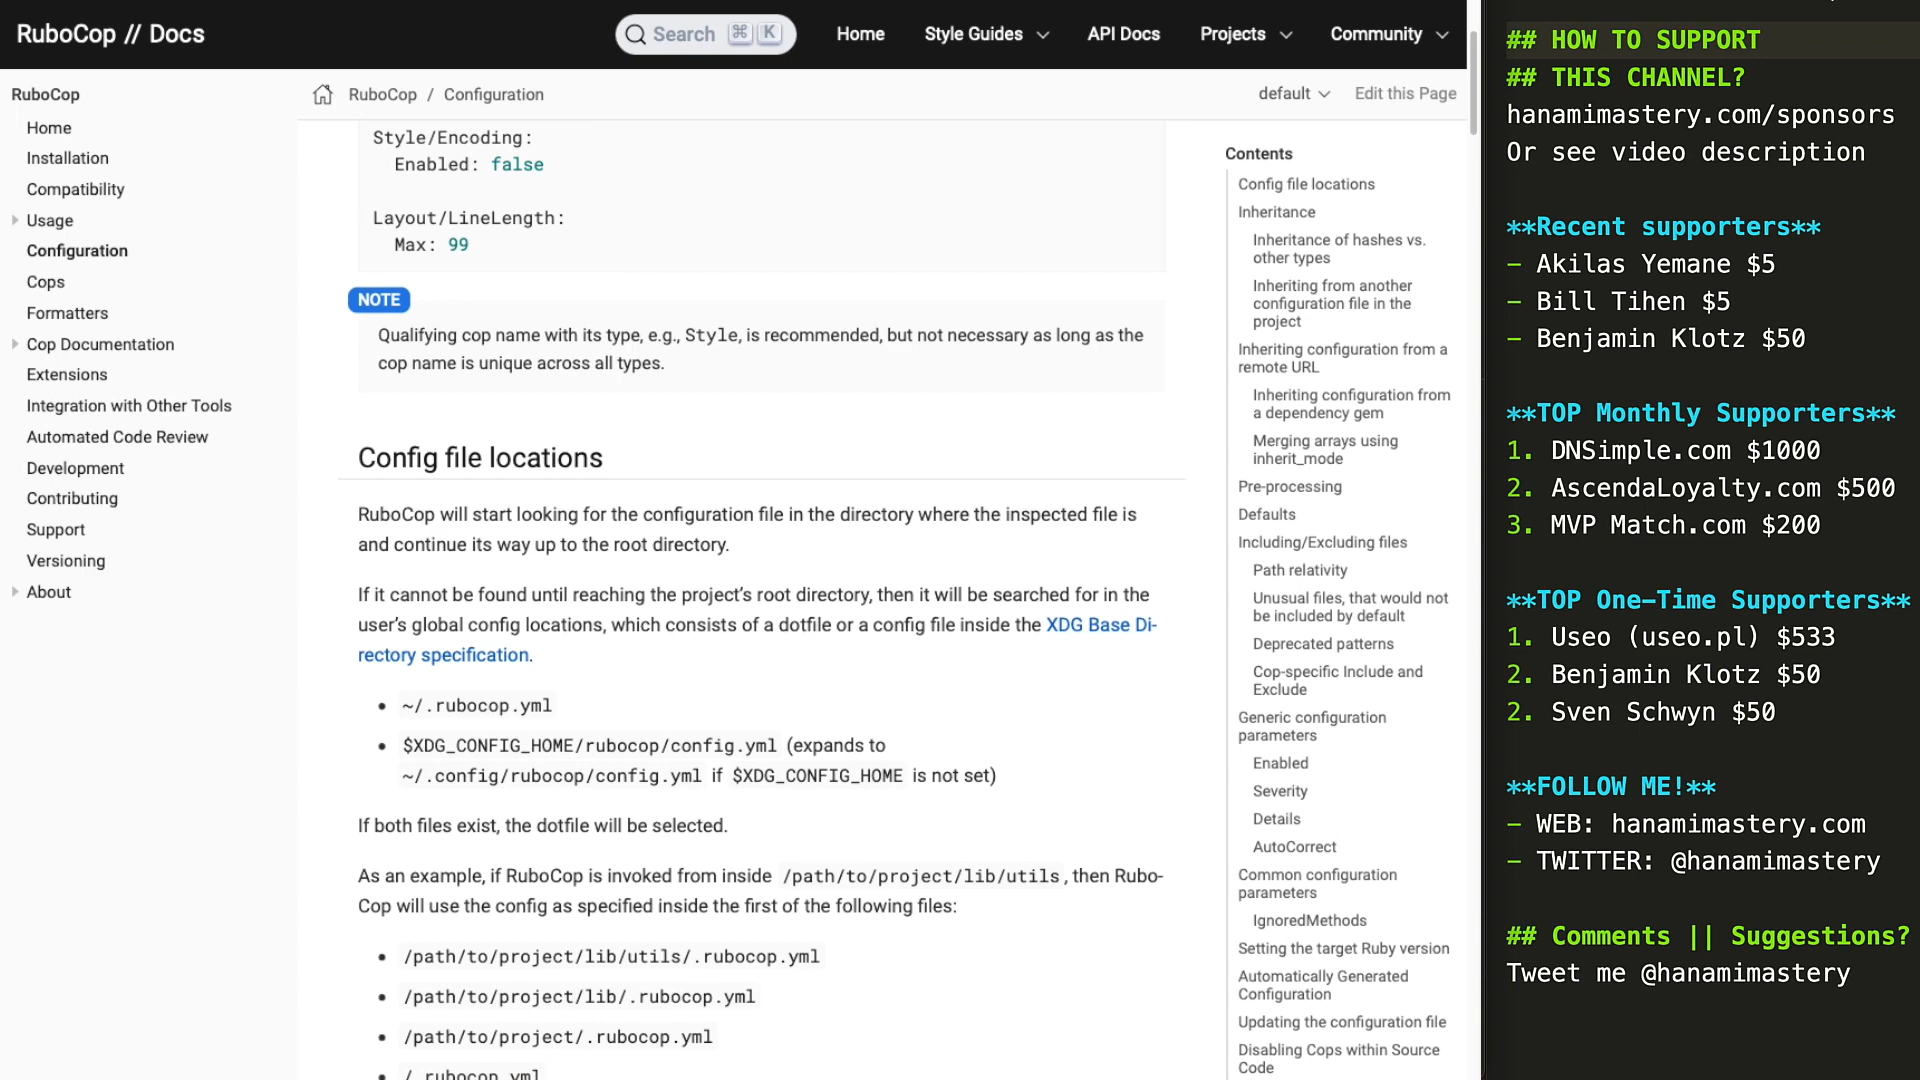 RuboCop // Docs
Search ⌘ K
Home
Style Guides
API Docs
Projects
Community
RuboCop
Home
Installation
Compatibility
Usage
Configuration
Cops
Formatters
Cop Documentation
Extensions
Integration with Other Tools
Automated Code Review
Development
Contributing
Support
Versioning
About
RuboCop / Configuration
default
Edit this Page
Style/Encoding:
Enabled: false
Layout/LineLength:
Max: 99
NOTE
Qualifying cop name with its type, e.g., Style, is recommended, but not necessary as long as the
cop name is unique across all types.
Config file locations
RuboCop will start looking for the configuration file in the directory where the inspected file is
and continue its way up to the root directory.
If it cannot be found until reaching the project's root directory, then it will be searched for in the
user's global config locations, which consists of a dotfile or a config file inside the XDG Base Di-
rectory specification.
• ~/.rubocop.yml
• $XDG_CONFIG_HOME/rubocop/config.yml (expands to
~/.config/rubocop/config.yml if $XDG_CONFIG_HOME is not set)
If both files exist, the dotfile will be selected.
As an example, if RuboCop is invoked from inside /path/to/project/lib/utils, then Rubo-
Cop will use the config as specified inside the first of the following files:
• /path/to/project/lib/utils/.rubocop.yml
• /path/to/project/lib/.rubocop.yml
• /path/to/project/.rubocop.yml
• /.rubocop.yml
Contents
Config file locations
Inheritance
Inheritance of hashes vs.
other types
Inheriting from another
configuration file in the
project
Inheriting configuration from a
remote URL
Inheriting configuration from
a dependency gem
Merging arrays using
inherit_mode
Pre-processing
Defaults
Including/Excluding files
Path relativity
Unusual files, that would not
be included by default
Deprecated patterns
Cop-specific Include and
Exclude
Generic configuration
parameters
Enabled
Severity
Details
AutoCorrect
Common configuration
parameters
IgnoredMethods
Setting the target Ruby version
Automatically Generated
Configuration
Updating the configuration file
Disabling Cops within Source
Code
## HOW TO SUPPORT
## THIS CHANNEL?
hanamimastery.com/sponsors
Or see video description
**Recent supporters**
- Akilas Yemane $5
- Bill Tihen $5
- Benjamin Klotz $50
**TOP Monthly Supporters**
1. DNSimple.com $1000
2. AscendaLoyalty.com $500
3. MVP Match.com $200
**TOP One-Time Supporters**
1. Useo (useo.pl) $533
2. Benjamin Klotz $50
2. Sven Schwyn $50
**FOLLOW ME!**
- WEB: hanamimastery.com
- TWITTER: @hanamimastery
## Comments || Suggestions?
Tweet me @hanamimastery